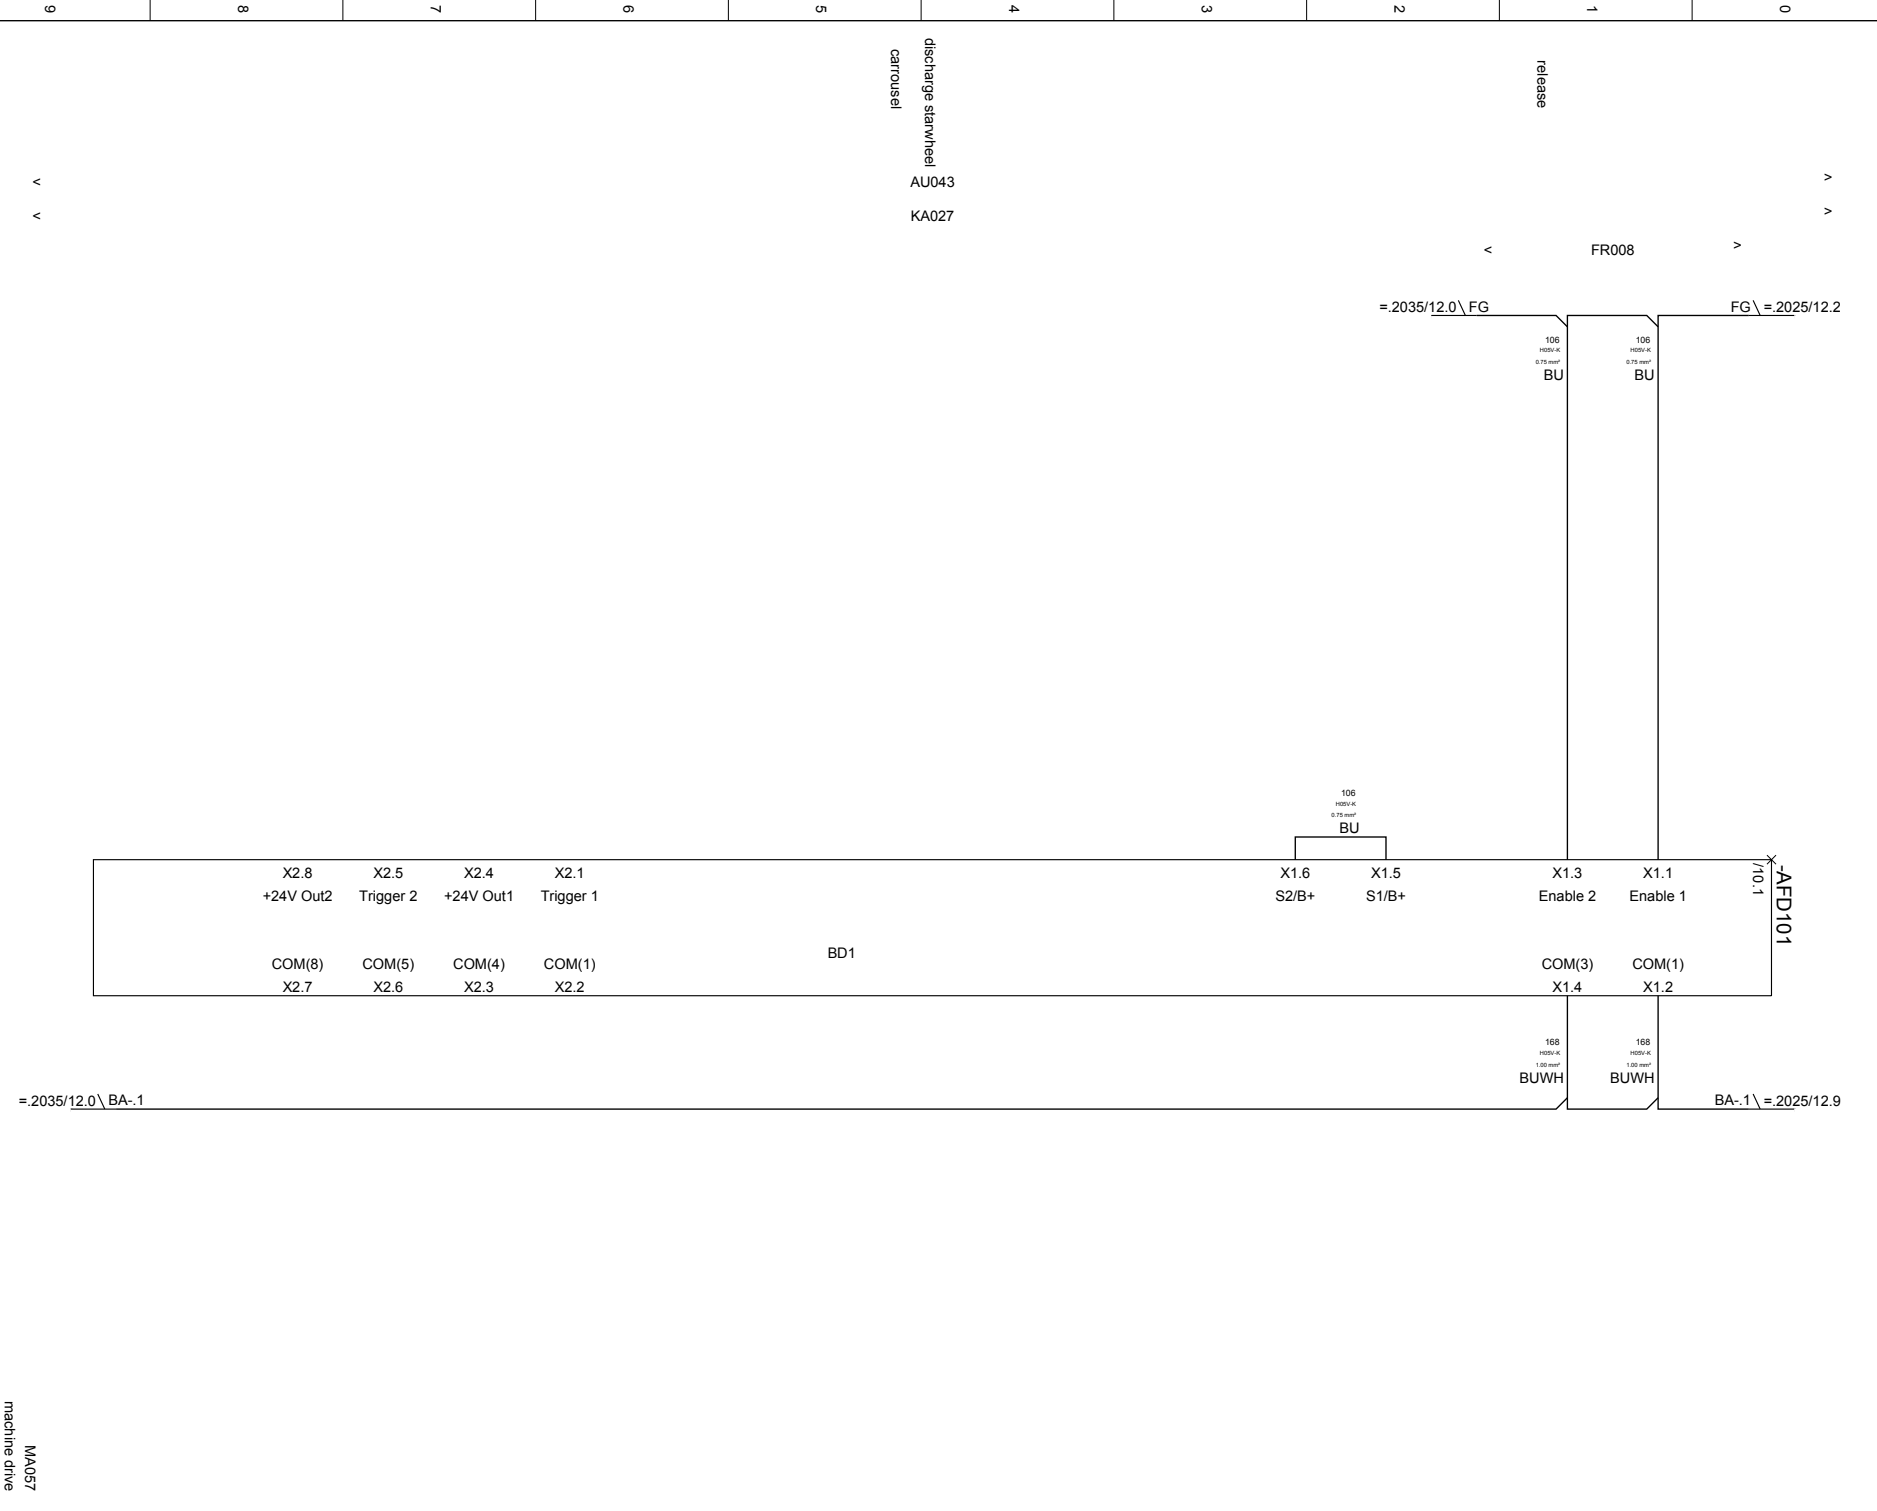 9 8 7 6 5 4 3 2 1 0
release
discharge starwheel
carrousel
< AU043 >
< KA027 >
< FR008 >
=.2035/12.0 \ FG
FG \ =.2025/12.2
106 106
H05V-K H05V-K
0.75 mm² 0.75 mm²
BU BU
106
H05V-K
0.75 mm²
BU
-AFD101
/10.1
X2.8 X2.5 X2.4 X2.1 X1.6 X1.5 X1.3 X1.1
+24V Out2 Trigger 2 +24V Out1 Trigger 1 S2/B+ S1/B+ Enable 2 Enable 1
BD1
COM(8) COM(5) COM(4) COM(1) COM(3) COM(1)
X2.7 X2.6 X2.3 X2.2 X1.4 X1.2
168 168
H05V-K H05V-K
1.00 mm² 1.00 mm²
BUWH BUWH
=.2035/12.0 \ BA-.1
BA-.1 \ =.2025/12.9
MA057
machine drive